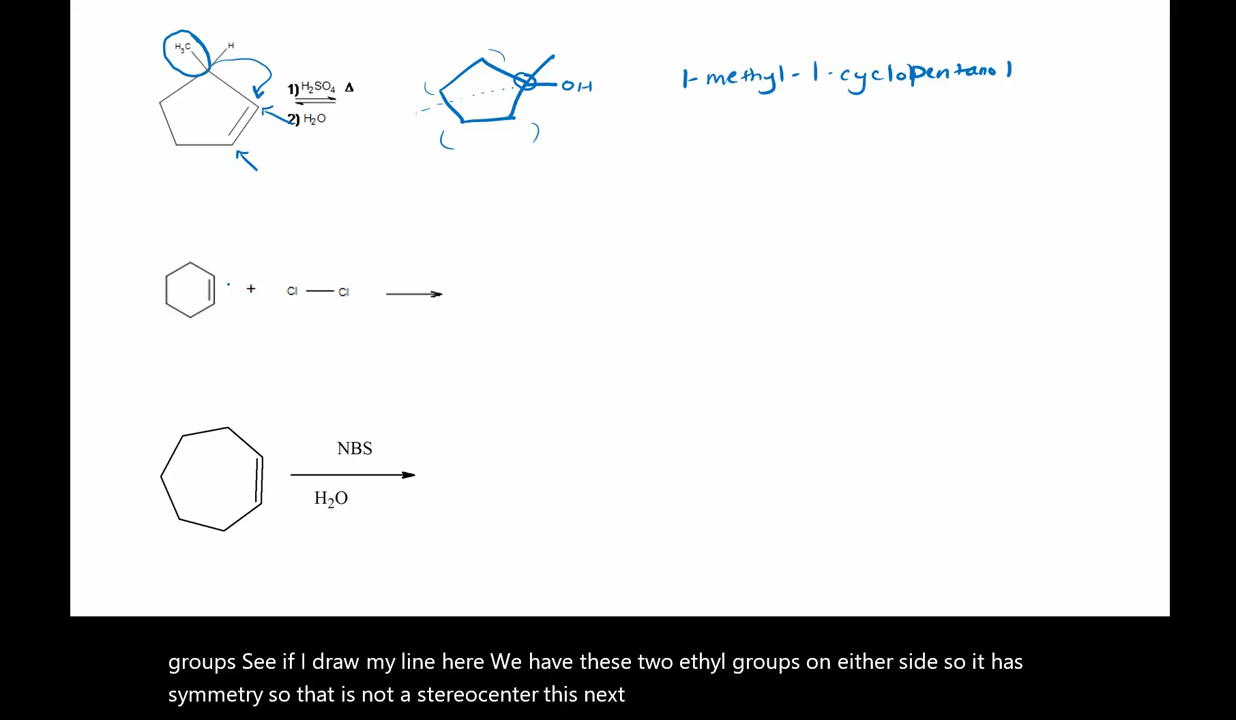 H₃C H
1) H₂SO₄ Δ
2) H₂O
OH
1-methyl-1-cyclopentanol
+ Cl Cl
NBS
H₂O
groups See if I draw my line here We have these two ethyl groups on either side so it has
symmetry so that is not a stereocenter this next